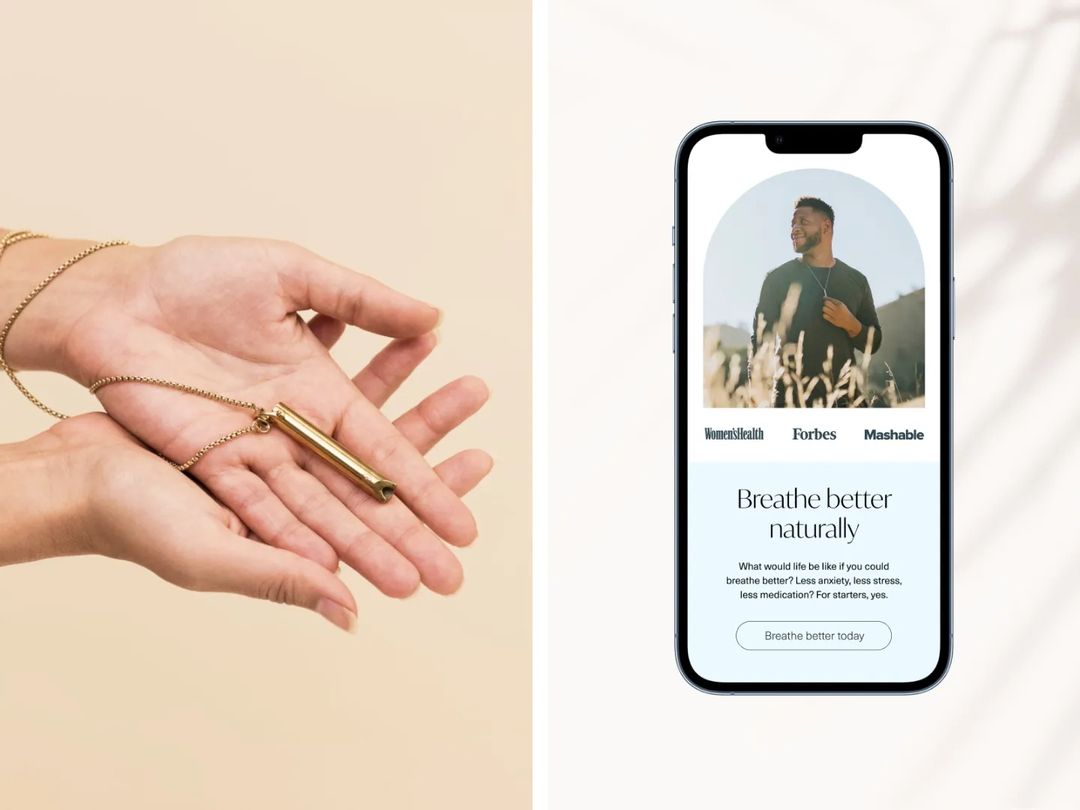 Women'sHealth Forbes Mashable
Breathe better
naturally
What would life be like if you could
breathe better? Less anxiety, less stress,
less medication? For starters, yes.
Breathe better today